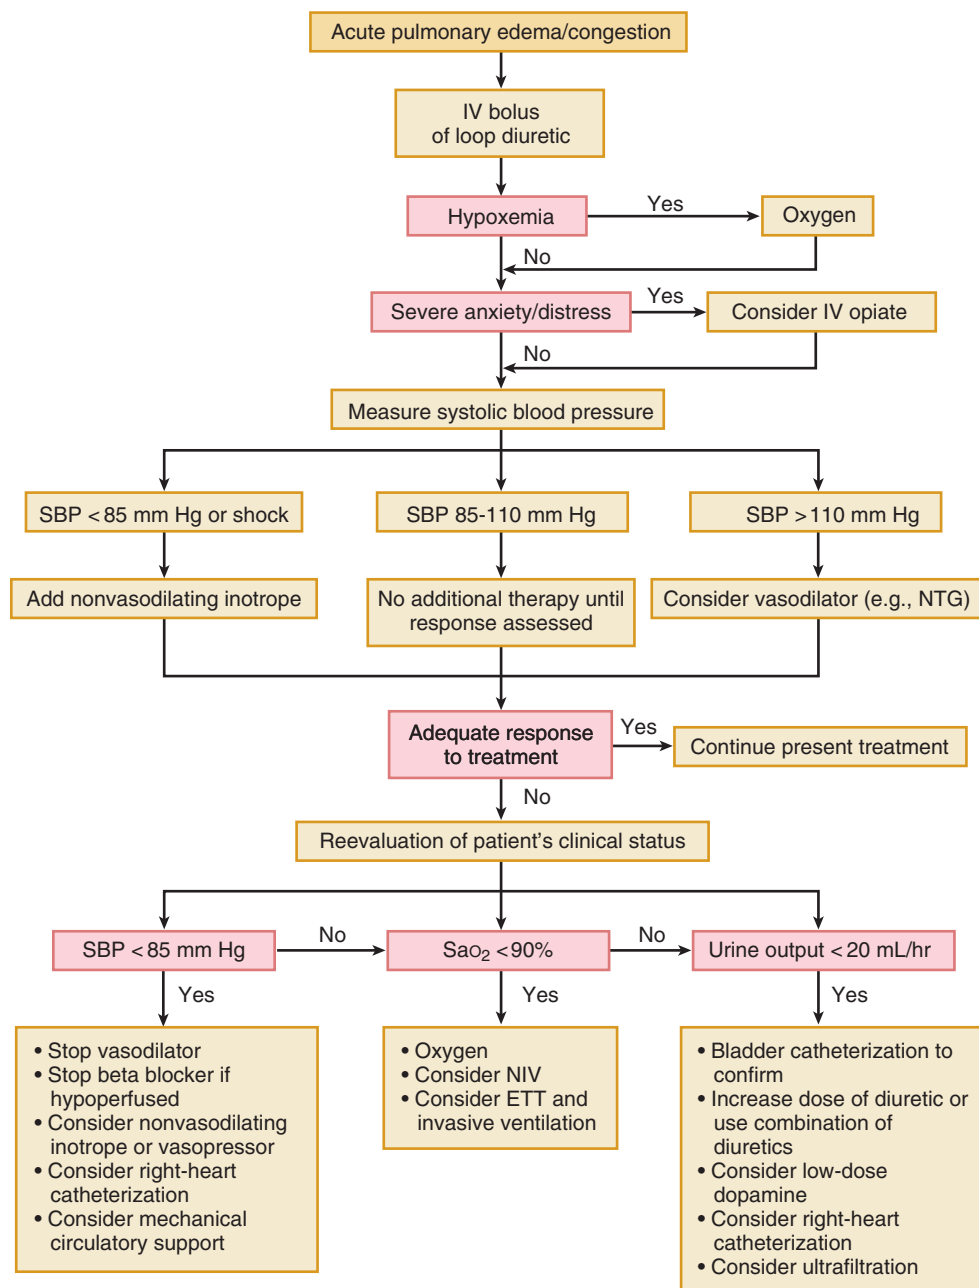 Acute pulmonary edema/congestion
IV bolus
of loop diuretic
Hypoxemia
Yes
Oxygen
No
Severe anxiety/distress
Yes
Consider IV opiate
No
Measure systolic blood pressure
SBP < 85 mm Hg or shock
SBP 85-110 mm Hg
SBP > 110 mm Hg
Add nonvasodilating inotrope
No additional therapy until
response assessed
Consider vasodilator (e.g., NTG)
Adequate response
to treatment
Yes
Continue present treatment
No
Reevaluation of patient's clinical status
SBP < 85 mm Hg
No
SaO₂ < 90%
No
Urine output < 20 mL/hr
Yes
Yes
Yes
• Stop vasodilator
• Stop beta blocker if
hypoperfused
• Consider nonvasodilating
inotrope or vasopressor
• Consider right-heart
catheterization
• Consider mechanical
circulatory support
• Oxygen
• Consider NIV
• Consider ETT and
invasive ventilation
• Bladder catheterization to
confirm
• Increase dose of diuretic or
use combination of
diuretics
• Consider low-dose
dopamine
• Consider right-heart
catheterization
• Consider ultrafiltration